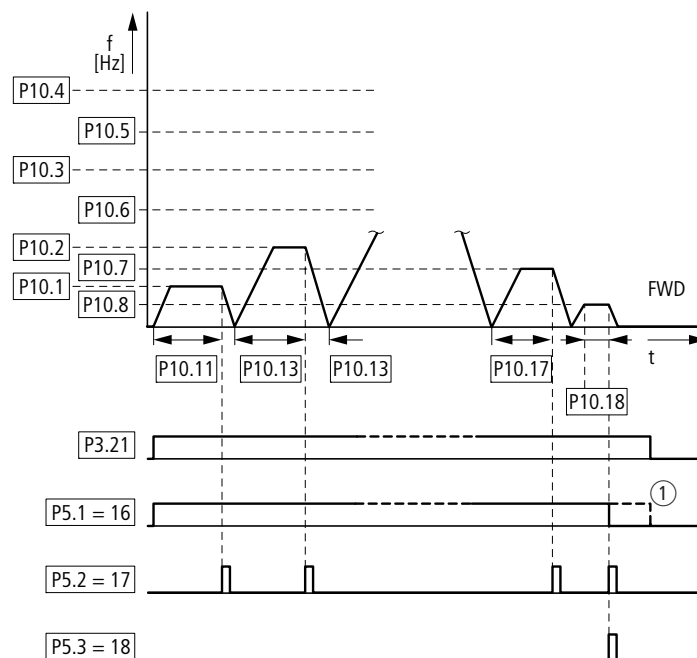 f
[Hz]
P10.4
P10.5
P10.3
P10.6
P10.2
P10.7
P10.1
P10.8
FWD
P10.11 P10.13 P10.13 P10.17 t
P10.18
P3.21
1
P5.1 = 16
P5.2 = 17
P5.3 = 18